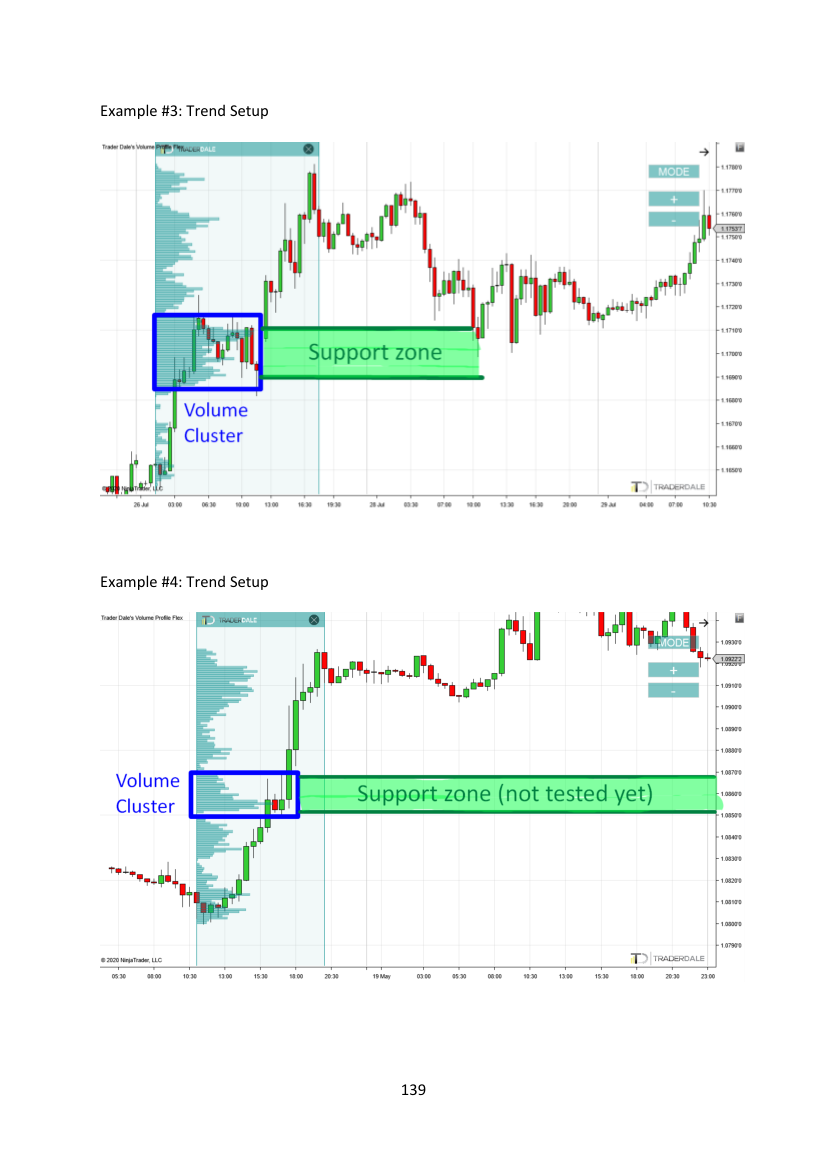 Example #3: Trend Setup
Trader Dale's Volume Profile Flex
TRADERDALE
MODE
+
-
1.1780'0
1.1770'0
1.1760'0
1.1753'7
1.1750'0
1.1740'0
1.1730'0
1.1720'0
1.1710'0
1.1700'0
1.1690'0
1.1680'0
1.1670'0
1.1660'0
1.1650'0
F
Support zone
Volume
Cluster
© 2020 NinjaTrader, LLC
TRADERDALE
26 Jul 03:00 06:30 10:00 13:00 16:30 19:30 28 Jul 03:30 07:00 10:00 13:30 16:30 20:00 29 Jul 04:00 07:00 10:30
Example #4: Trend Setup
Trader Dale's Volume Profile Flex
TRADERDALE
F
MODE
+
-
1.0930'0
1.0922'2
1.0920'0
1.0910'0
1.0900'0
1.0890'0
1.0880'0
1.0870'0
1.0860'0
1.0850'0
1.0840'0
1.0830'0
1.0820'0
1.0810'0
1.0800'0
1.0790'0
Volume
Cluster
Support zone (not tested yet)
© 2020 NinjaTrader, LLC
TRADERDALE
05:30 08:00 10:30 13:00 15:30 18:00 20:30 19 May 03:00 05:30 08:00 10:30 13:00 15:30 18:00 20:30 23:00
139